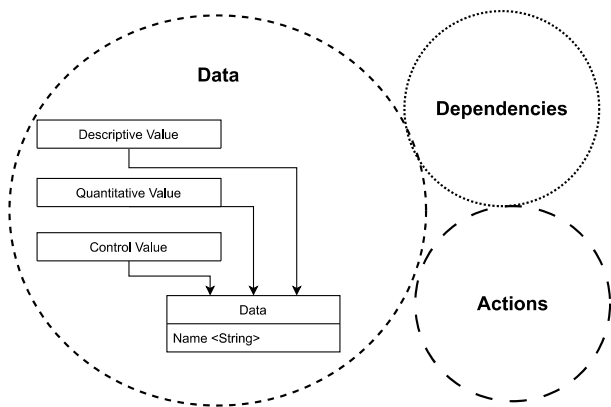 Data
Dependencies
Descriptive Value
Quantitative Value
Control Value
Data
Name <String>
Actions